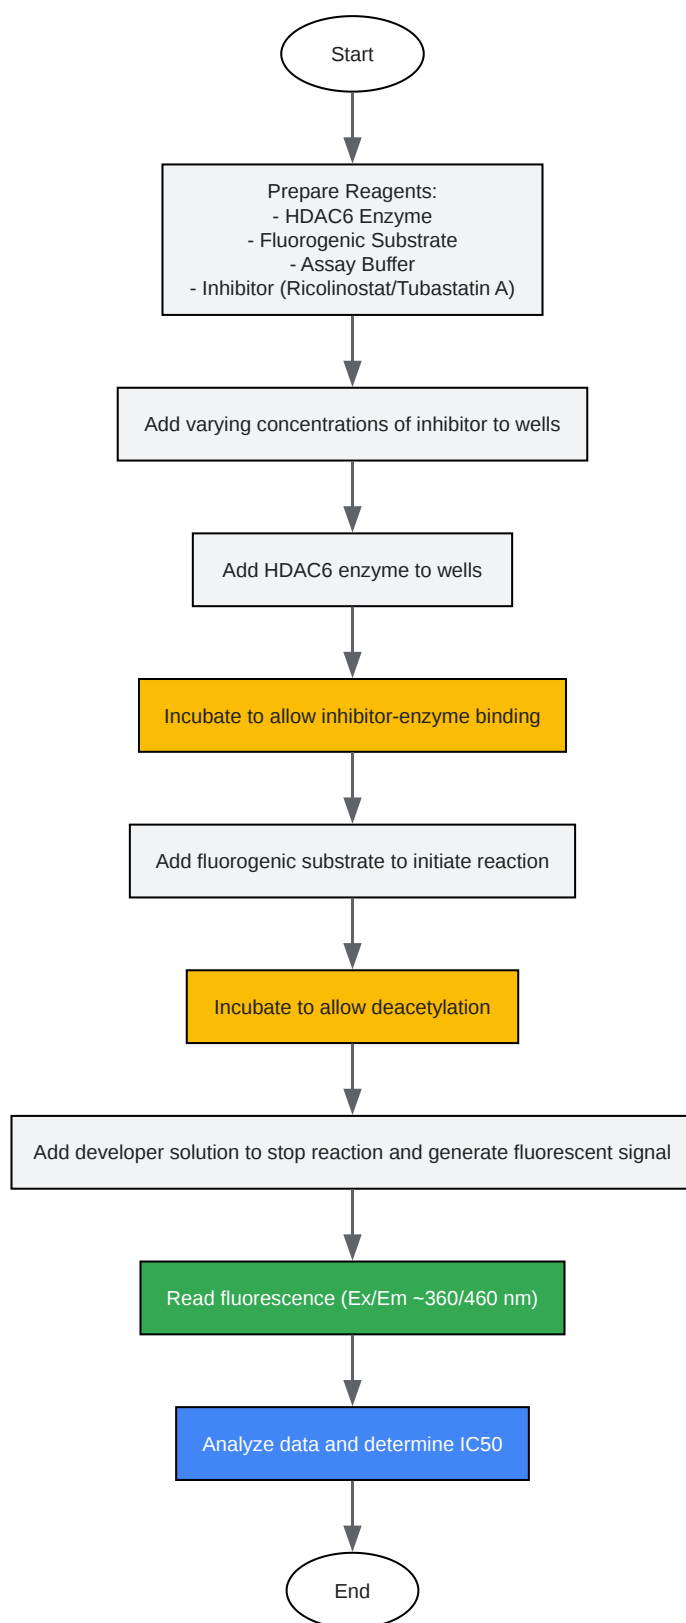 Start
Prepare Reagents:
- HDAC6 Enzyme
- Fluorogenic Substrate
- Assay Buffer
- Inhibitor (Ricolinostat/Tubastatin A)
Add varying concentrations of inhibitor to wells
Add HDAC6 enzyme to wells
Incubate to allow inhibitor-enzyme binding
Add fluorogenic substrate to initiate reaction
Incubate to allow deacetylation
Add developer solution to stop reaction and generate fluorescent signal
Read fluorescence (Ex/Em ~360/460 nm)
Analyze data and determine IC50
End